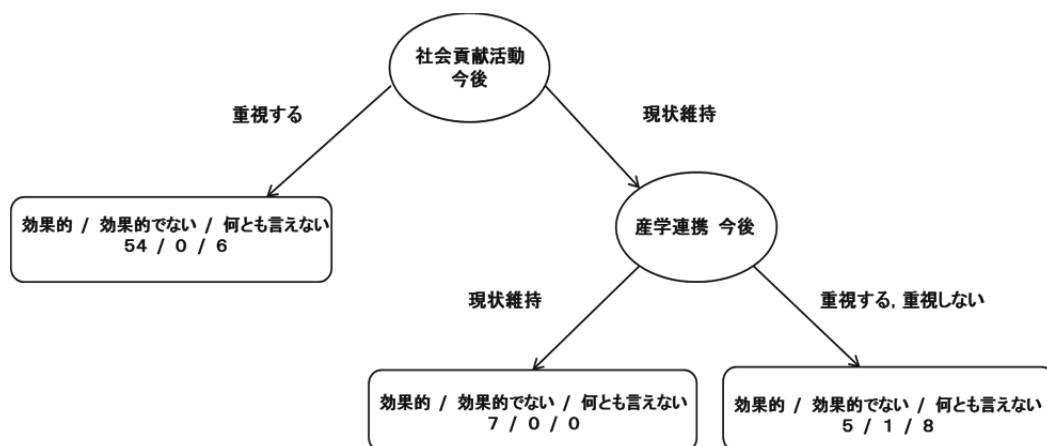 社会貢献活動
今後
重視する
現状維持
効果的 / 効果的でない / 何とも言えない
54 / 0 / 6
産学連携 今後
現状維持
重視する, 重視しない
効果的 / 効果的でない / 何とも言えない
7 / 0 / 0
効果的 / 効果的でない / 何とも言えない
5 / 1 / 8